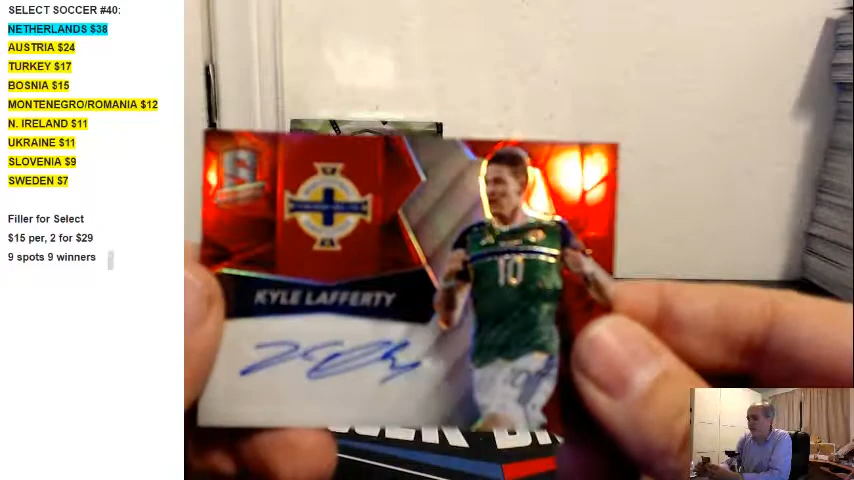 SELECT SOCCER #40:
NETHERLANDS $38
AUSTRIA $24
TURKEY $17
BOSNIA $15
MONTENEGRO/ROMANIA $12
N. IRELAND $11
UKRAINE $11
SLOVENIA $9
SWEDEN $7
Filler for Select
$15 per, 2 for $29
9 spots 9 winners
10
KYLE LAFFERTY